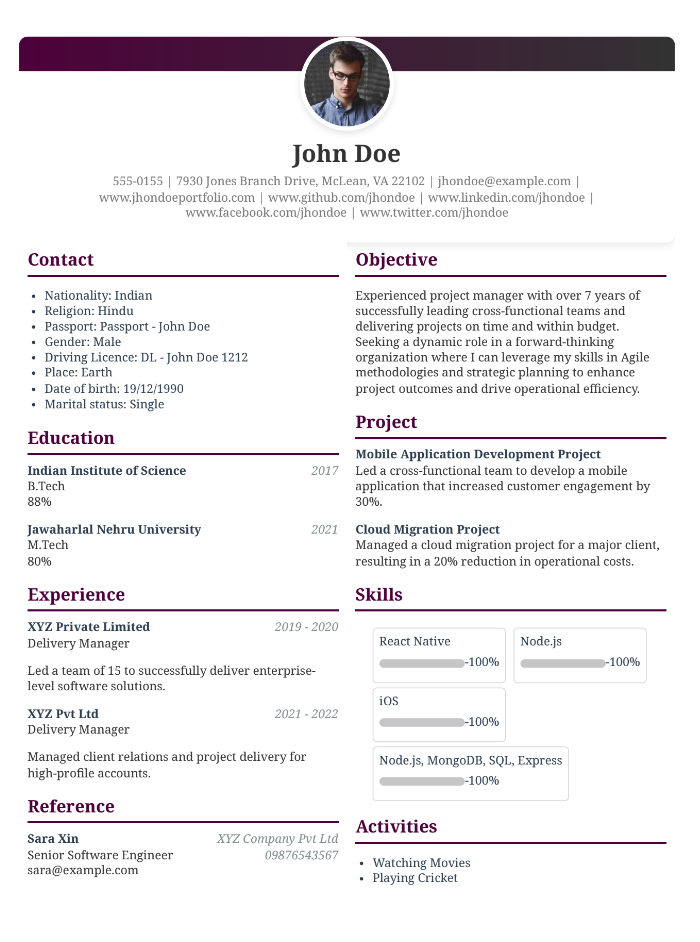 John Doe
555-0155 | 7930 Jones Branch Drive, McLean, VA 22102 | jhondoe@example.com |
www.jhondoeportfolio.com | www.github.com/jhondoe | www.linkedin.com/jhondoe |
www.facebook.com/jhondoe | www.twitter.com/jhondoe
Contact
• Nationality: Indian
• Religion: Hindu
• Passport: Passport - John Doe
• Gender: Male
• Driving Licence: DL - John Doe 1212
• Place: Earth
• Date of birth: 19/12/1990
• Marital status: Single
Education
Indian Institute of Science 2017
B.Tech
88%
Jawaharlal Nehru University 2021
M.Tech
80%
Experience
XYZ Private Limited 2019 - 2020
Delivery Manager
Led a team of 15 to successfully deliver enterprise-
level software solutions.
XYZ Pvt Ltd 2021 - 2022
Delivery Manager
Managed client relations and project delivery for
high-profile accounts.
Reference
Sara Xin XYZ Company Pvt Ltd
Senior Software Engineer 09876543567
sara@example.com
Objective
Experienced project manager with over 7 years of
successfully leading cross-functional teams and
delivering projects on time and within budget.
Seeking a dynamic role in a forward-thinking
organization where I can leverage my skills in Agile
methodologies and strategic planning to enhance
project outcomes and drive operational efficiency.
Project
Mobile Application Development Project
Led a cross-functional team to develop a mobile
application that increased customer engagement by
30%.
Cloud Migration Project
Managed a cloud migration project for a major client,
resulting in a 20% reduction in operational costs.
Skills
React Native
-100%
Node.js
-100%
iOS
-100%
Node.js, MongoDB, SQL, Express
-100%
Activities
• Watching Movies
• Playing Cricket